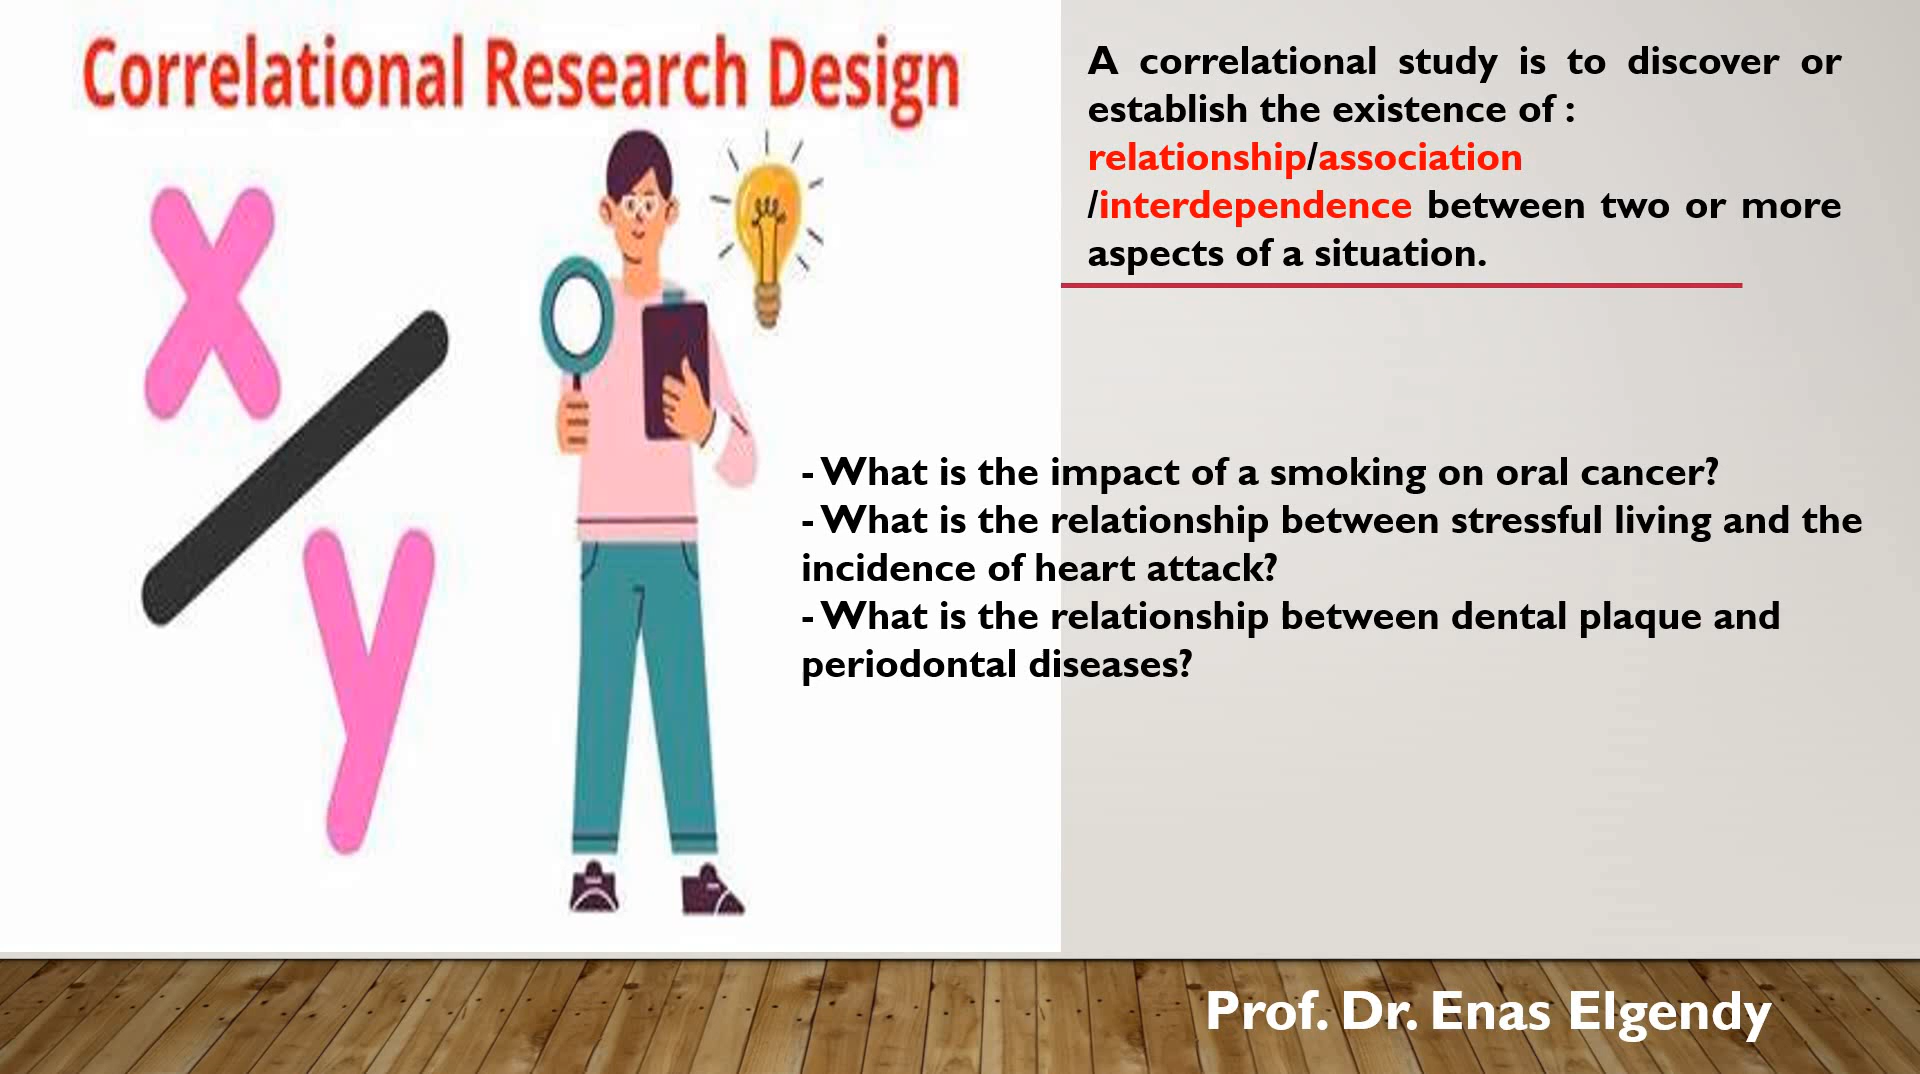 Correlational Research Design
A correlational study is to discover or
establish the existence of :
relationship/association
/interdependence between two or more
aspects of a situation.
x
y
- What is the impact of a smoking on oral cancer?
- What is the relationship between stressful living and the
incidence of heart attack?
- What is the relationship between dental plaque and
periodontal diseases?
Prof. Dr. Enas Elgendy